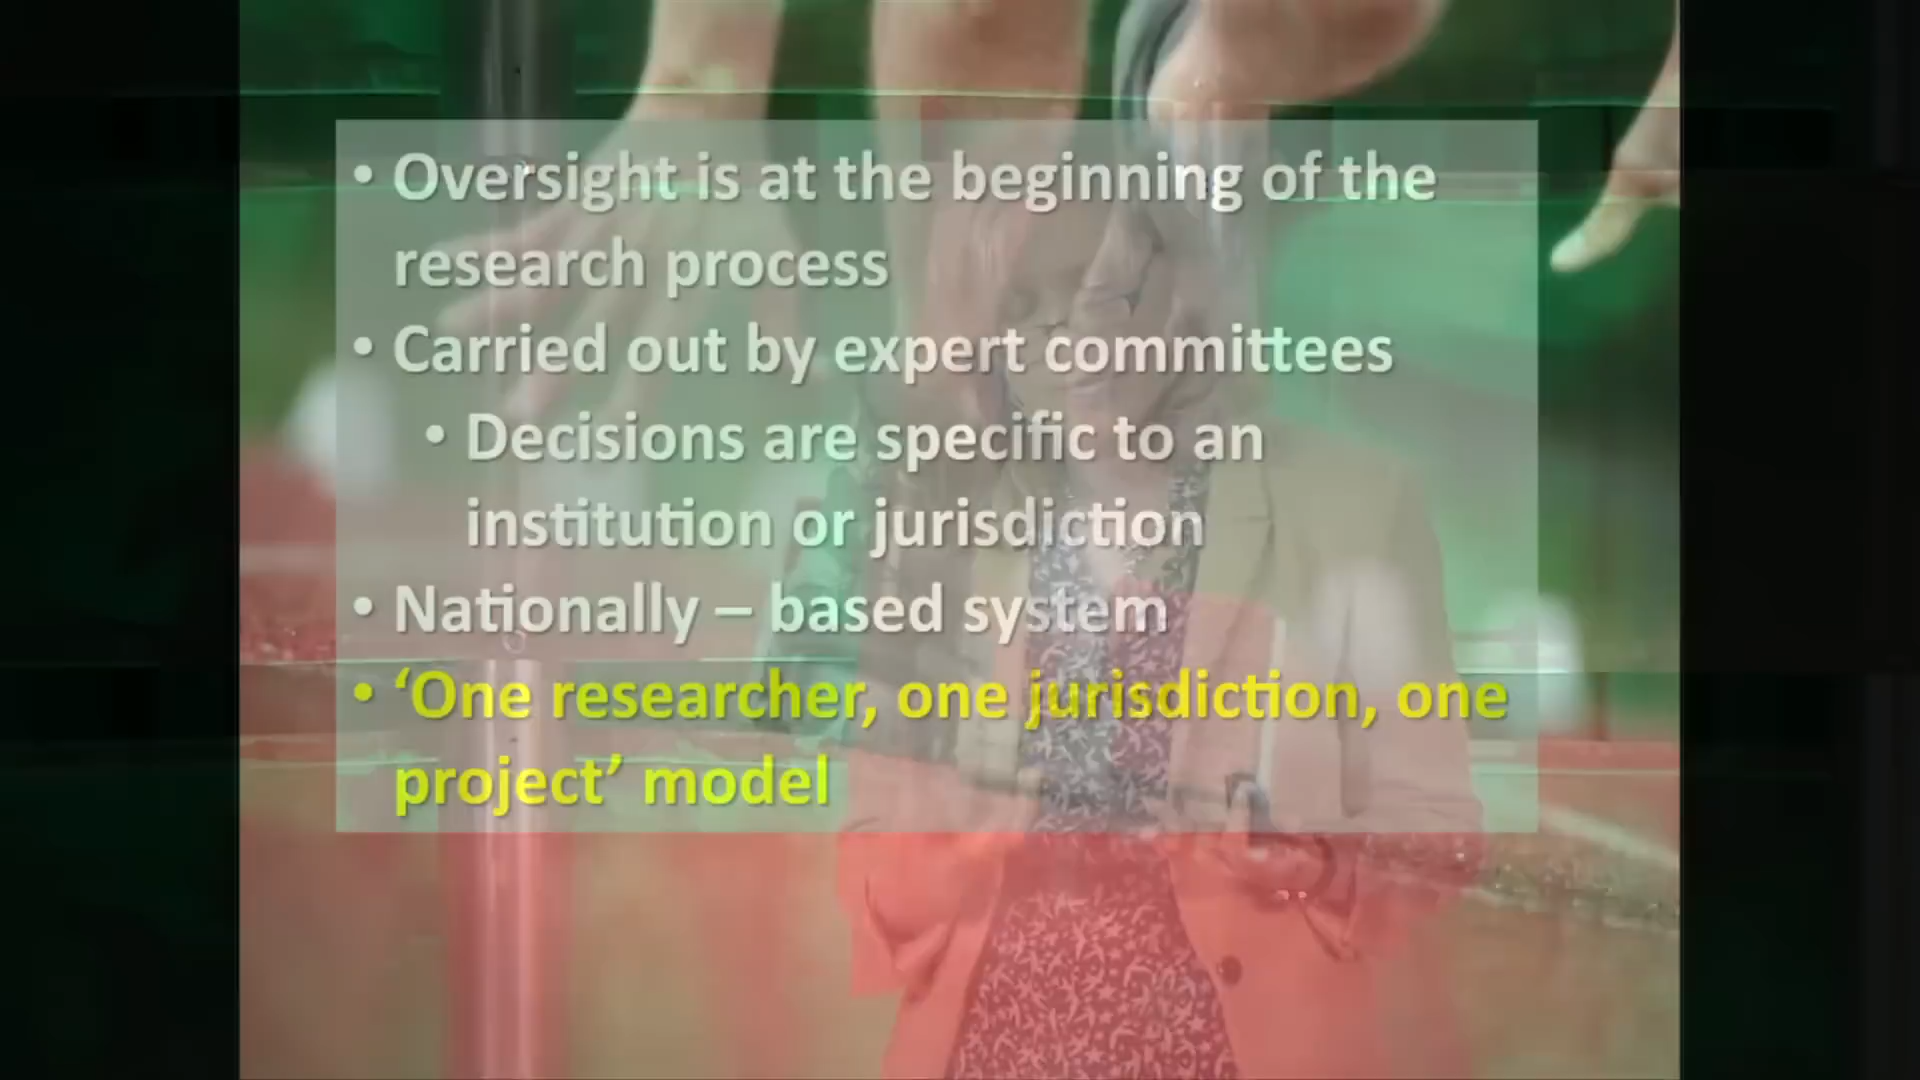 • Oversight is at the beginning of the
research process
• Carried out by expert committees
• Decisions are specific to an
institution or jurisdiction
• Nationally – based system
• ‘One researcher, one jurisdiction, one
project’ model